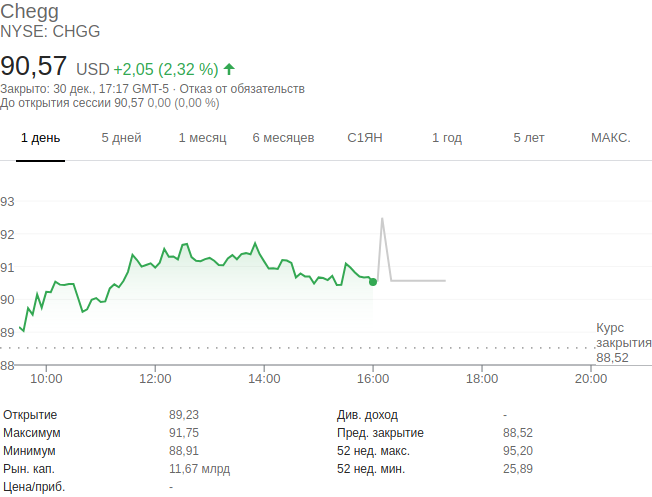 Chegg
NYSE: CHGG
90,57 USD +2,05 (2,32 %)
Закрыто: 30 дек., 17:17 GMT-5 · Отказ от обязательств
До открытия сессии 90,57 0,00 (0,00 %)
1 день 5 дней 1 месяц 6 месяцев С1ЯН 1 год 5 лет МАКС.
93
92
91
90
89
Курс
закрытия
88,52
88
10:00 12:00 14:00 16:00 18:00 20:00
Открытие 89,23 Див. доход -
Максимум 91,75 Пред. закрытие 88,52
Минимум 88,91 52 нед. макс. 95,20
Рын. кап. 11,67 млрд 52 нед. мин. 25,89
Цена/приб. -